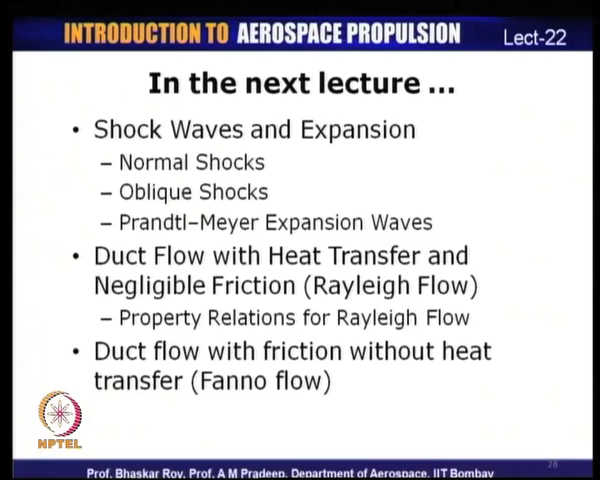 INTRODUCTION TO AEROSPACE PROPULSION
Lect-22
In the next lecture ...
• Shock Waves and Expansion
– Normal Shocks
– Oblique Shocks
– Prandtl–Meyer Expansion Waves
• Duct Flow with Heat Transfer and
Negligible Friction (Rayleigh Flow)
– Property Relations for Rayleigh Flow
• Duct flow with friction without heat
transfer (Fanno flow)
NPTEL
28
Prof. Bhaskar Roy, Prof. A M Pradeep, Department of Aerospace, IIT Bombay